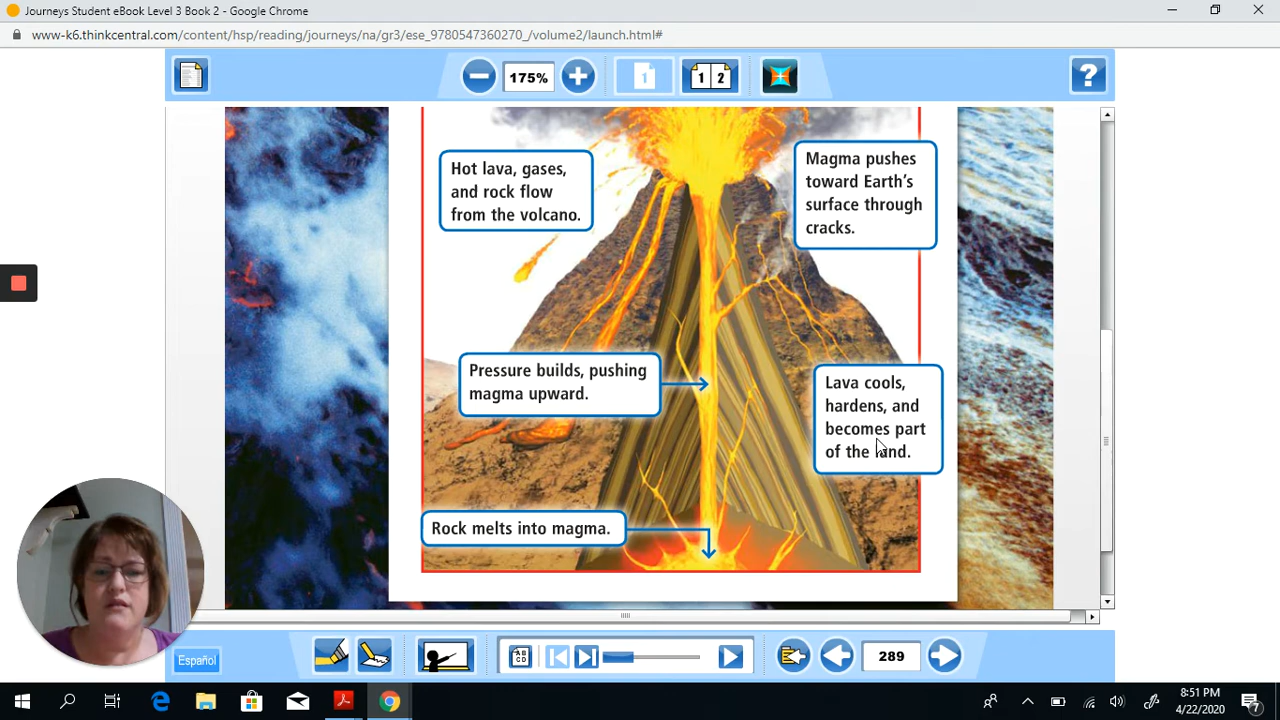 Journeys Student eBook Level 3 Book 2 - Google Chrome
www-k6.thinkcentral.com/content/hsp/reading/journeys/na/gr3/ese_9780547360270_/volume2/launch.html#
175%
1
1 2
?
Hot lava, gases,
and rock flow
from the volcano.
Magma pushes
toward Earth's
surface through
cracks.
Pressure builds, pushing
magma upward.
Lava cools,
hardens, and
becomes part
of the land.
Rock melts into magma.
Español
A B
C D
289
8:51 PM
4/22/2020
7